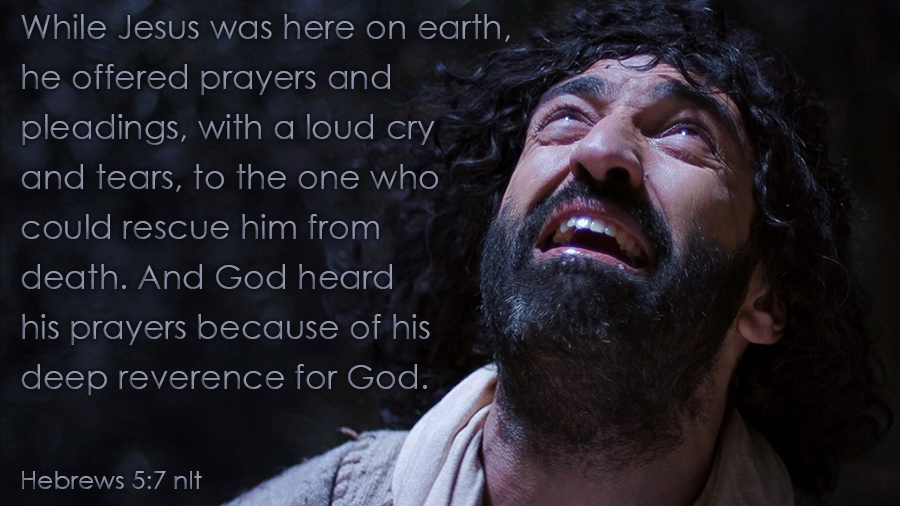 While Jesus was here on earth,
he offered prayers and
pleadings, with a loud cry
and tears, to the one who
could rescue him from
death. And God heard
his prayers because of his
deep reverence for God.
Hebrews 5:7 nlt